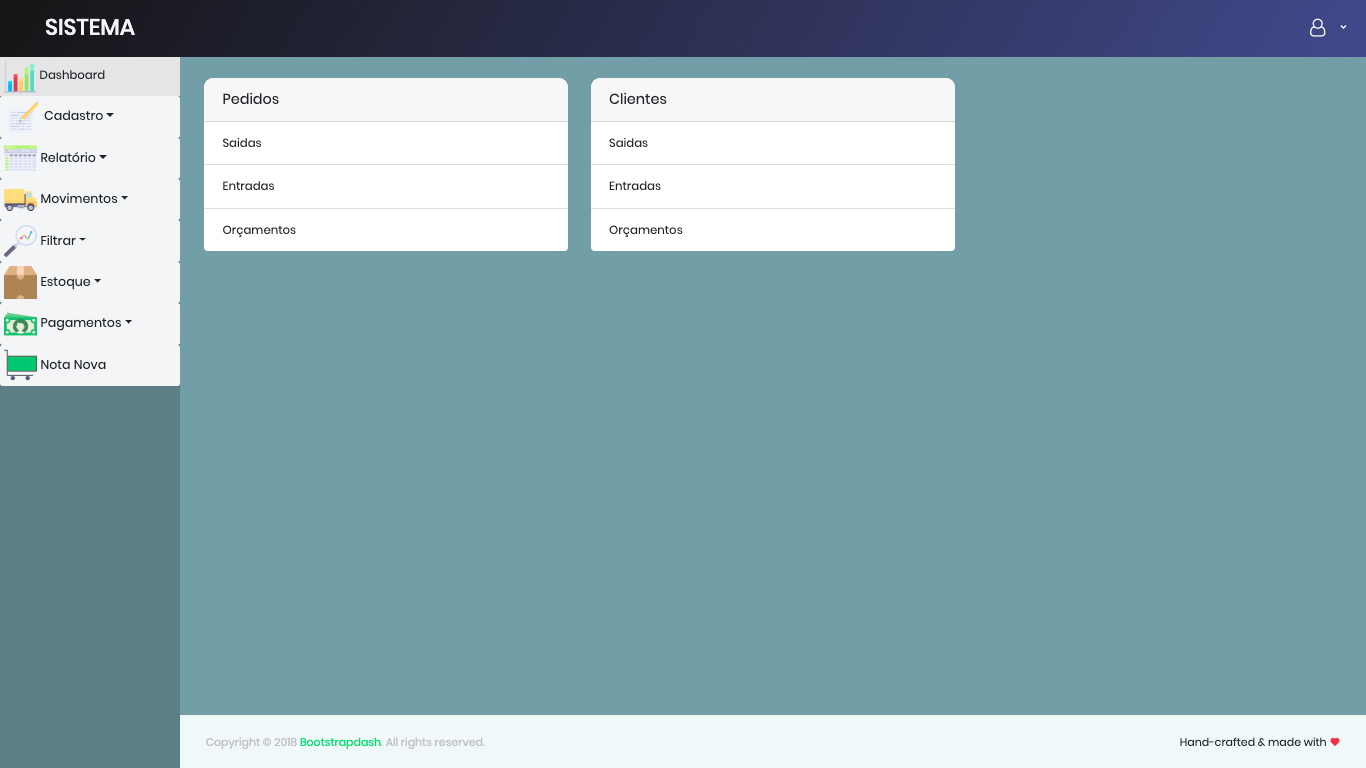 SISTEMA
Dashboard
Cadastro
Relatório
Movimentos
Filtrar
Estoque
Pagamentos
Nota Nova
Pedidos
Saidas
Entradas
Orçamentos
Clientes
Saidas
Entradas
Orçamentos
Copyright © 2018 Bootstrapdash. All rights reserved.
Hand-crafted & made with